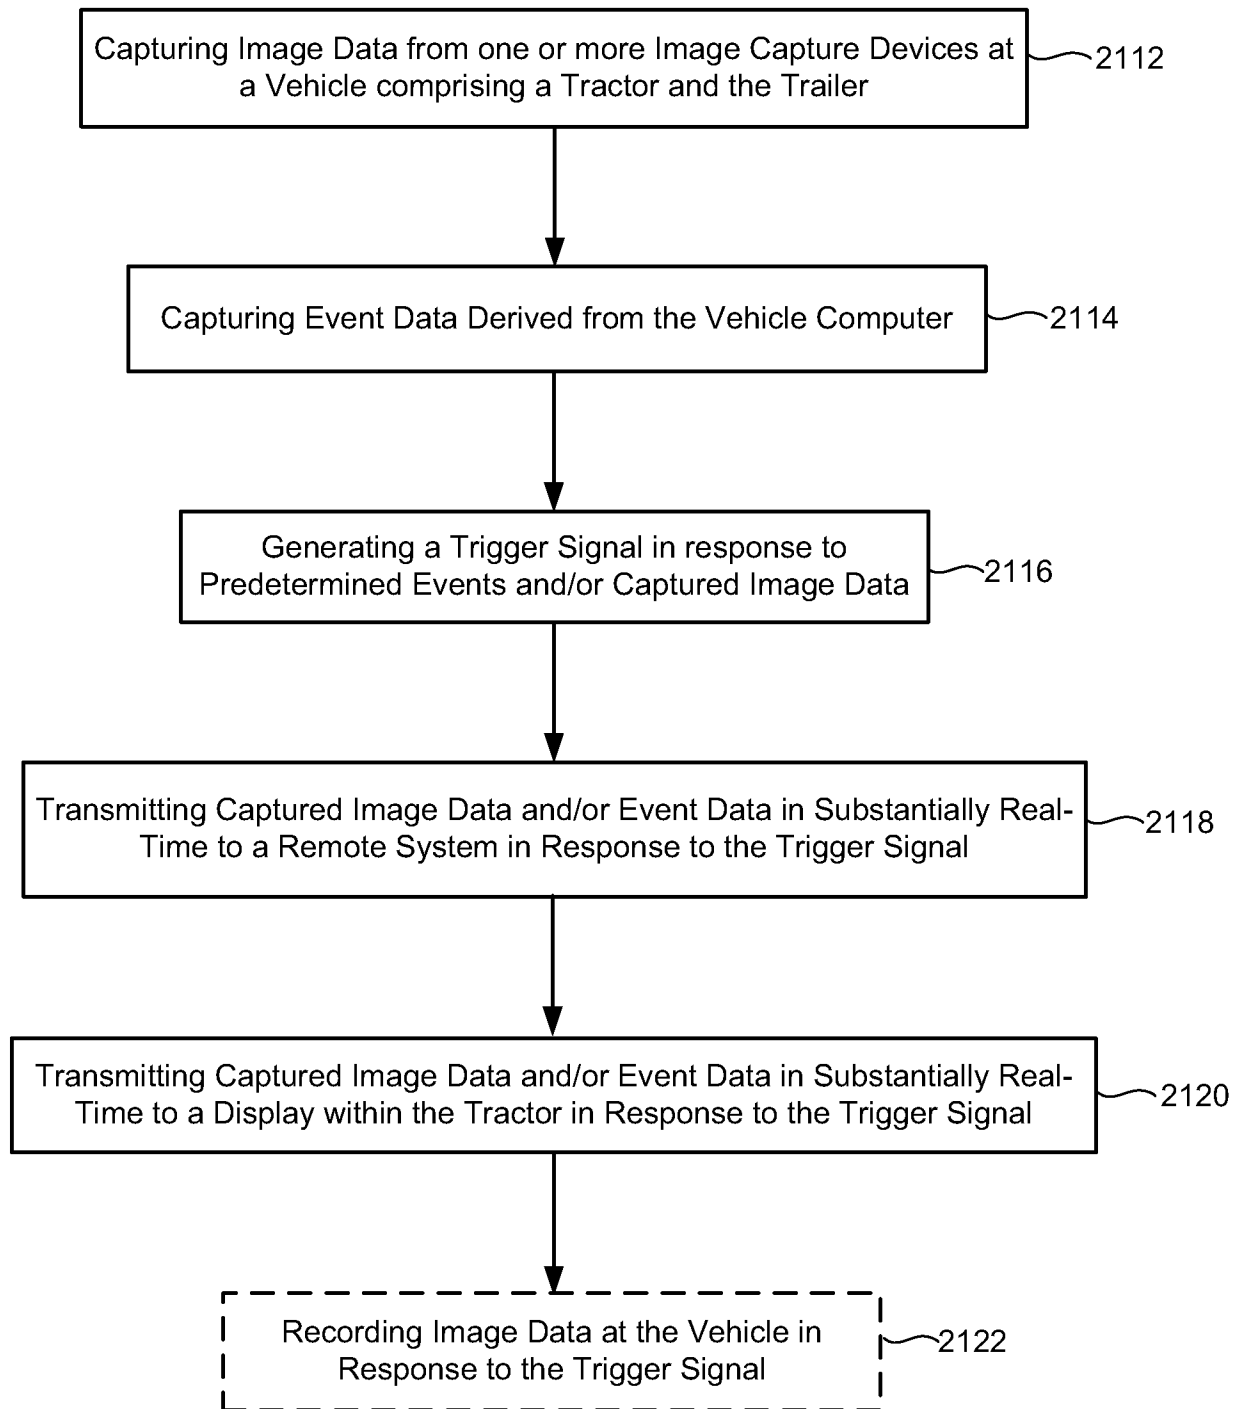 Capturing Image Data from one or more Image Capture Devices at
a Vehicle comprising a Tractor and the Trailer
2112
Capturing Event Data Derived from the Vehicle Computer
2114
Generating a Trigger Signal in response to
Predetermined Events and/or Captured Image Data
2116
Transmitting Captured Image Data and/or Event Data in Substantially Real-
Time to a Remote System in Response to the Trigger Signal
2118
Transmitting Captured Image Data and/or Event Data in Substantially Real-
Time to a Display within the Tractor in Response to the Trigger Signal
2120
Recording Image Data at the Vehicle in
Response to the Trigger Signal
2122